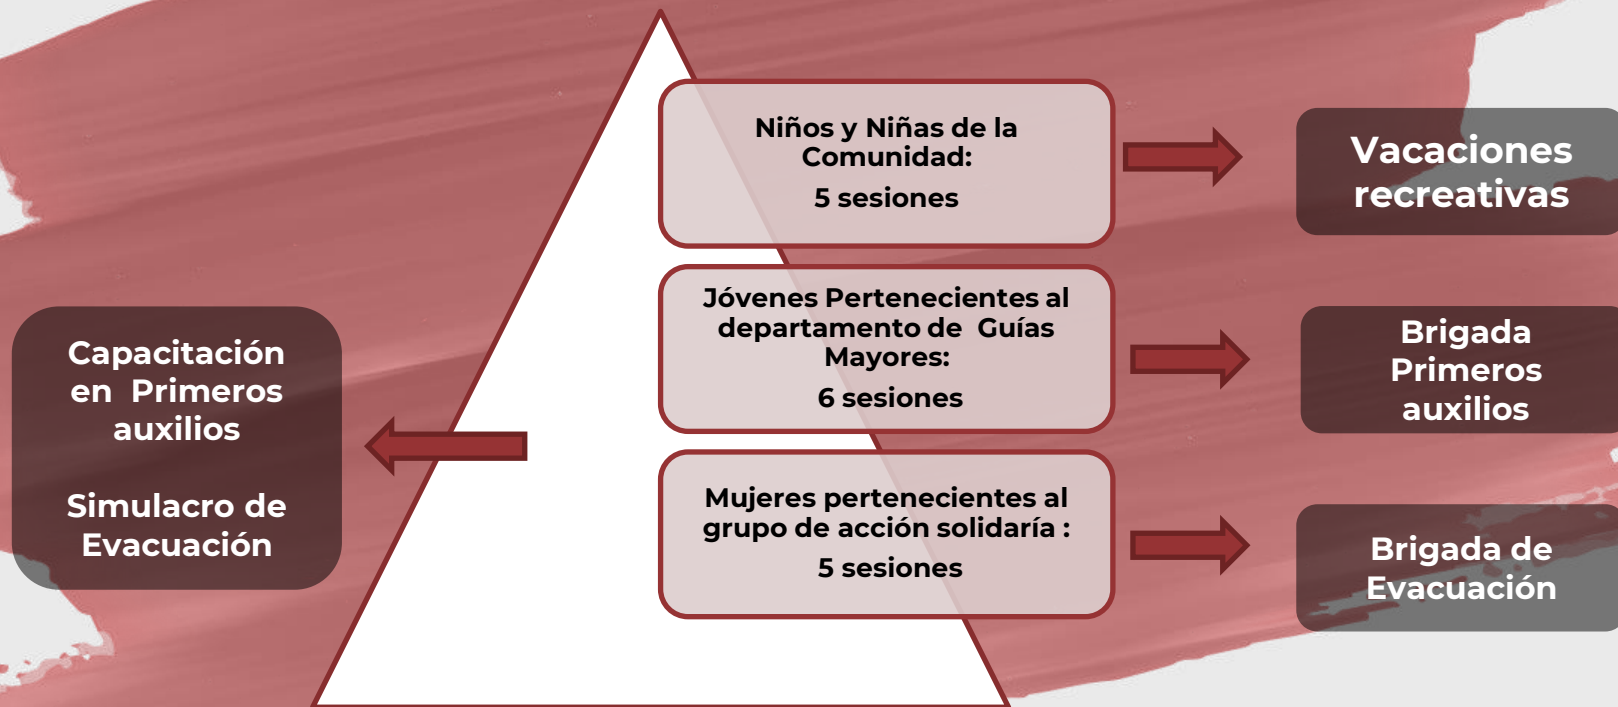 Niños y Niñas de la
Comunidad:
5 sesiones
Vacaciones
recreativas
Jóvenes Pertenecientes al
departamento de  Guías
Mayores:
6 sesiones
Brigada
Primeros
auxilios
Capacitación
en  Primeros
auxilios
Simulacro de
Evacuación
Mujeres pertenecientes al
grupo de acción solidaría :
5 sesiones
Brigada de
Evacuación